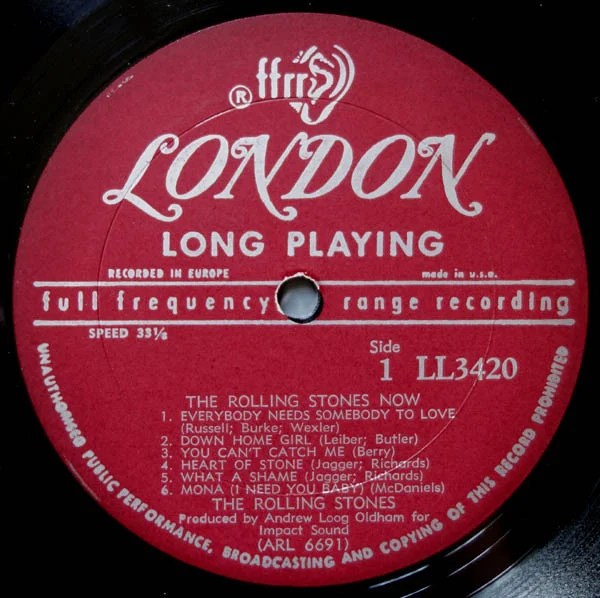 ffrr
®
LONDON
LONG PLAYING
RECORDED IN EUROPE made in u.s.a.
full frequency range recording
SPEED 33⅓
Side
1 LL3420
THE ROLLING STONES NOW
1. EVERYBODY NEEDS SOMEBODY TO LOVE
(Russell; Burke; Wexler)
2. DOWN HOME GIRL (Leiber; Butler)
3. YOU CAN'T CATCH ME (Berry)
4. HEART OF STONE (Jagger; Richards)
5. WHAT A SHAME (Jagger; Richards)
6. MONA (I NEED YOU BABY) (McDaniels)
THE ROLLING STONES
Produced by Andrew Loog Oldham for
Impact Sound
(ARL 6691)
UNAUTHORISED PUBLIC PERFORMANCE, BROADCASTING AND COPYING OF THIS RECORD PROHIBITED